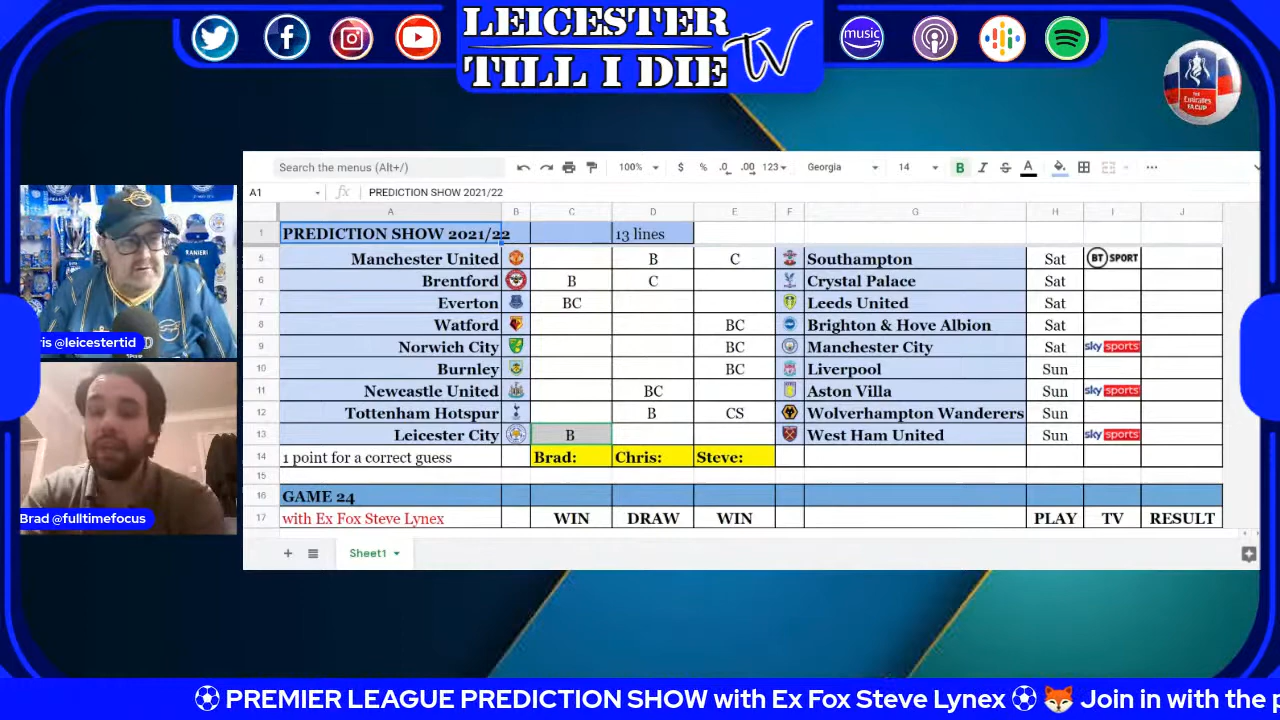 LEICESTER
TILL I DIE TV
music
Emirates
FA CUP
Search the menus (Alt+/)
100%
$ % .0 .00 123
Georgia
14
B I S A
A1
fx
PREDICTION SHOW 2021/22
A B C D E F G H I J
1 PREDICTION SHOW 2021/22 13 lines
5 Manchester United B C Southampton Sat BT SPORT
6 Brentford B C Crystal Palace Sat
7 Everton BC Leeds United Sat
8 Watford BC Brighton & Hove Albion Sat
9 Norwich City BC Manchester City Sat sky sports
10 Burnley BC Liverpool Sun
11 Newcastle United BC Aston Villa Sun sky sports
12 Tottenham Hotspur B CS Wolverhampton Wanderers Sun
13 Leicester City B West Ham United Sun sky sports
14 1 point for a correct guess Brad: Chris: Steve:
15
16 GAME 24
17 with Ex Fox Steve Lynex WIN DRAW WIN PLAY TV RESULT
Sheet1
RANIERI
ris @leicestertid
Brad @fulltimefocus
PREMIER LEAGUE PREDICTION SHOW with Ex Fox Steve Lynex Join in with the p